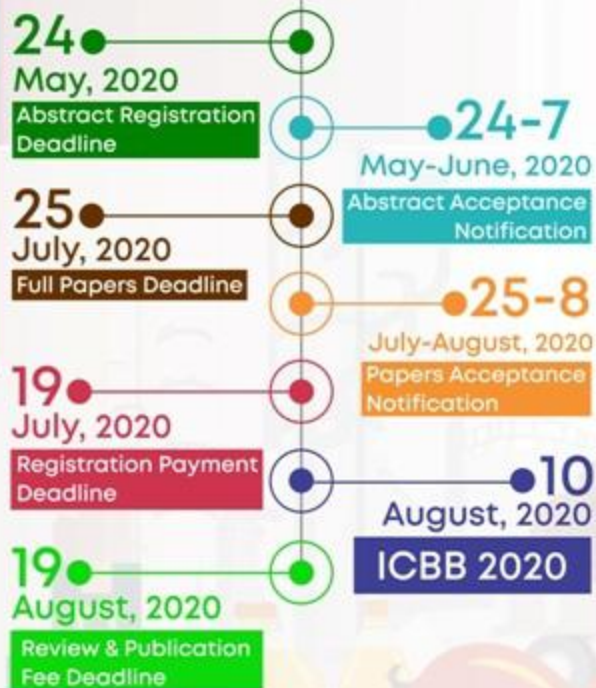 24
May, 2020
Abstract Registration
Deadline
24-7
May-June, 2020
Abstract Acceptance
Notification
25
July, 2020
Full Papers Deadline
25-8
July-August, 2020
Papers Acceptance
Notification
19
July, 2020
Registration Payment
Deadline
10
August, 2020
ICBB 2020
19
August, 2020
Review & Publication
Fee Deadline